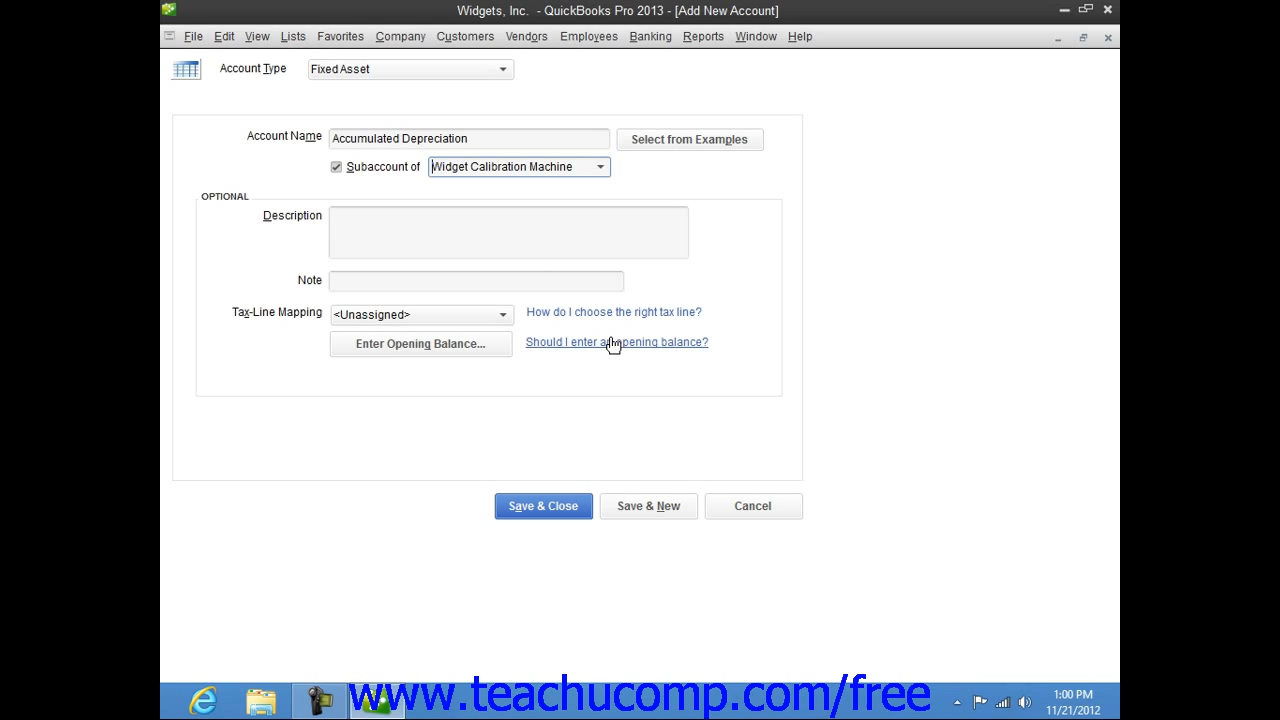 Widgets, Inc. - QuickBooks Pro 2013 - [Add New Account]
File Edit View Lists Favorites Company Customers Vendors Employees Banking Reports Window Help
Account Type Fixed Asset
Account Name Accumulated Depreciation Select from Examples
Subaccount of Widget Calibration Machine
OPTIONAL
Description
Note
Tax-Line Mapping <Unassigned> How do I choose the right tax line?
Enter Opening Balance... Should I enter an opening balance?
Save & Close Save & New Cancel
www.teachucomp.com/free
1:00 PM
11/21/2012